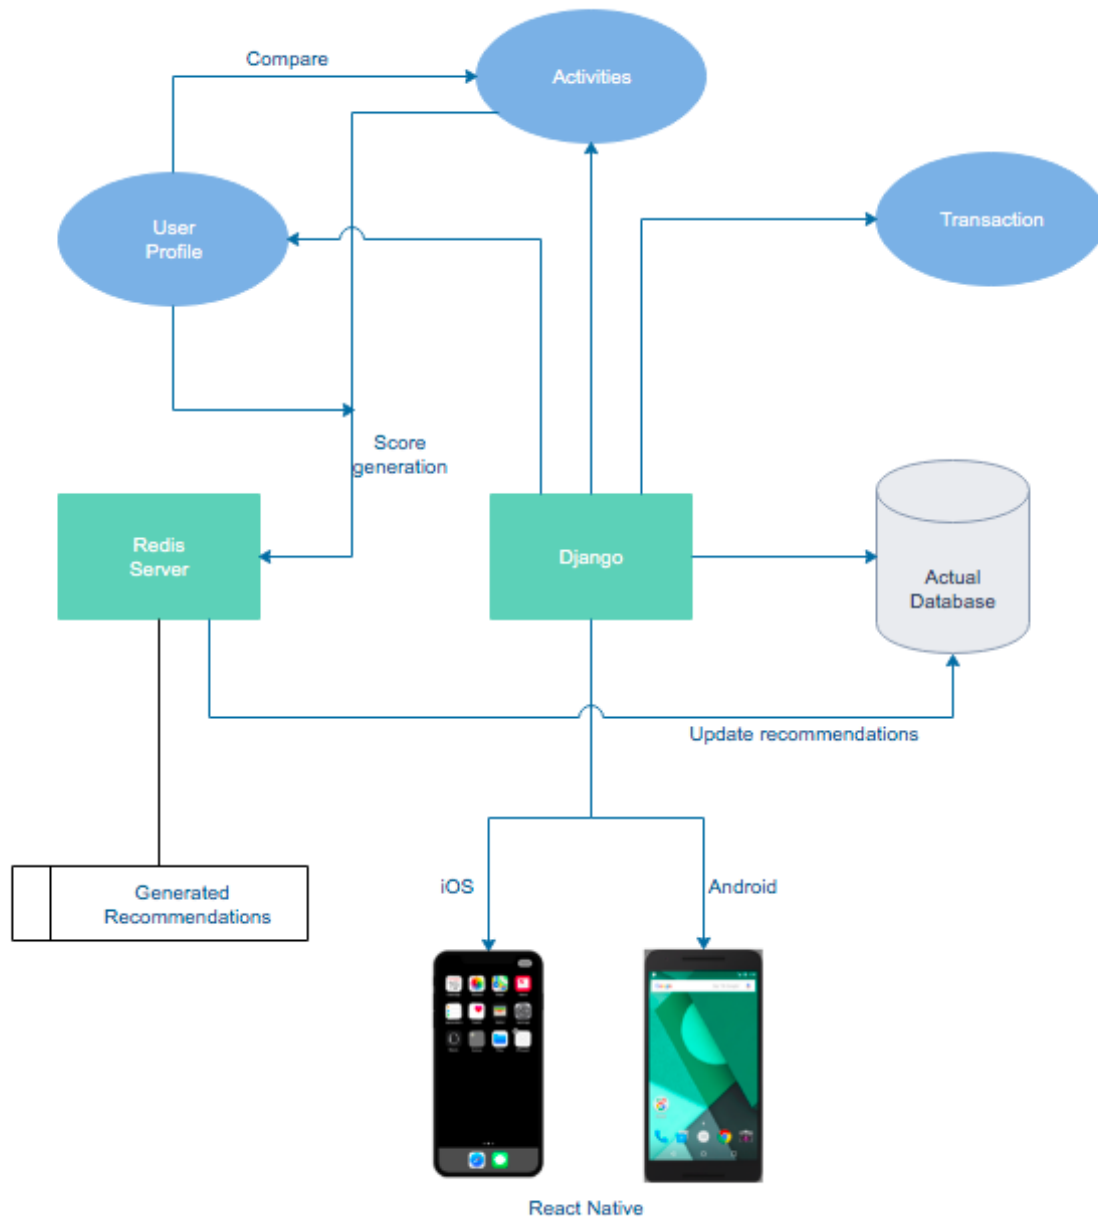 Compare
Activities
User
Profile
Transaction
Score
generation
Redis
Server
Django
Actual
Database
Update recommendations
Generated
Recommendations
iOS
Android
React Native